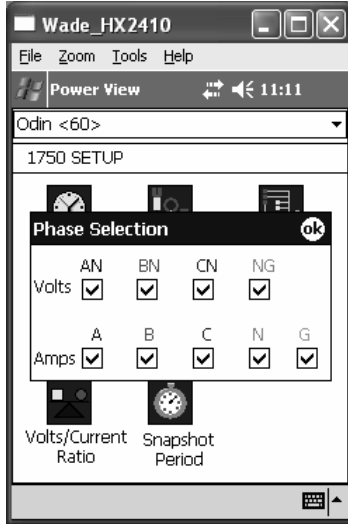 Wade_HX2410
File Zoom Tools Help
Power View 11:11
Odin <60>
1750 SETUP
Phase Selection ok
AN BN CN NG
Volts
A B C N G
Amps
Volts/Current Ratio
Snapshot Period